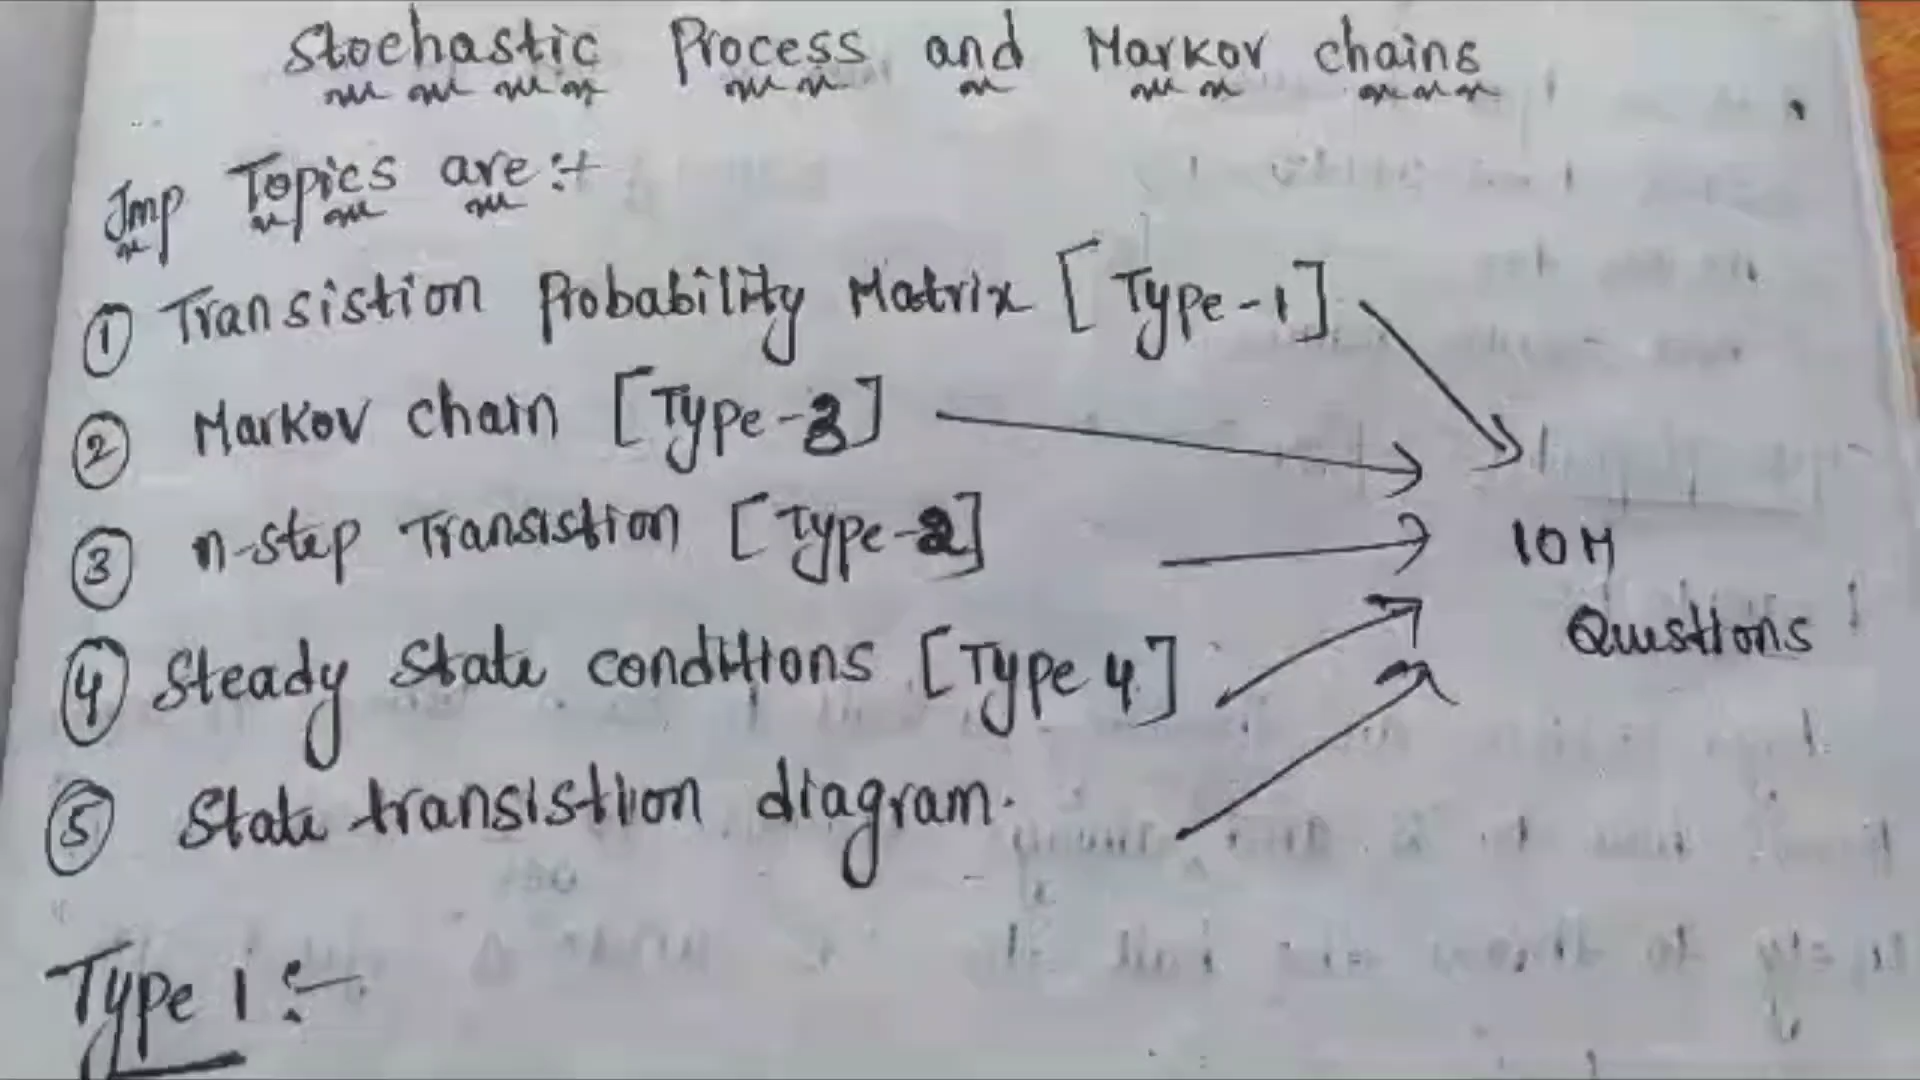 Stochastic Process and Markov chains
Imp Topics are :-
① Transistion Probability Matrix [Type-1]
② Markov chain [Type-3]
③ n-step Transistion [Type-2]
10M
Questions
④ Steady state conditions [Type 4]
⑤ State transistion diagram.
Type 1 :-